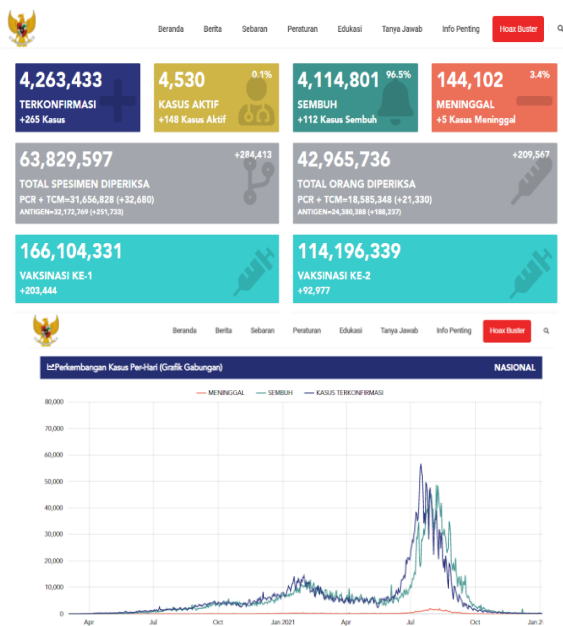 Beranda Berita Sebaran Peraturan Edukasi Tanya Jawab Info Penting Hoax Buster
4,263,433
TERKONFIRMASI
+265 Kasus
4,530 0.1%
KASUS AKTIF
+148 Kasus Aktif
4,114,801 96.5%
SEMBUH
+112 Kasus Sembuh
144,102 3.4%
MENINGGAL
+5 Kasus Meninggal
63,829,597 +284,413
TOTAL SPESIMEN DIPERIKSA
PCR + TCM=31,656,828 (+32,680)
ANTIGEN=32,172,769 (+251,733)
42,965,736 +209,567
TOTAL ORANG DIPERIKSA
PCR + TCM=18,585,348 (+21,330)
ANTIGEN=24,380,388 (+188,237)
166,104,331
VAKSINASI KE-1
+203,444
114,196,339
VAKSINASI KE-2
+92,977
Beranda Berita Sebaran Peraturan Edukasi Tanya Jawab Info Penting Hoax Buster
Perkembangan Kasus Per-Hari (Grafik Gabungan) NASIONAL
MENINGGAL SEMBUH KASUS TERKONFIRMASI
80,000
70,000
60,000
50,000
40,000
30,000
20,000
10,000
0
Apr Jul Oct Jan 2021 Apr Jul Oct Jan 2